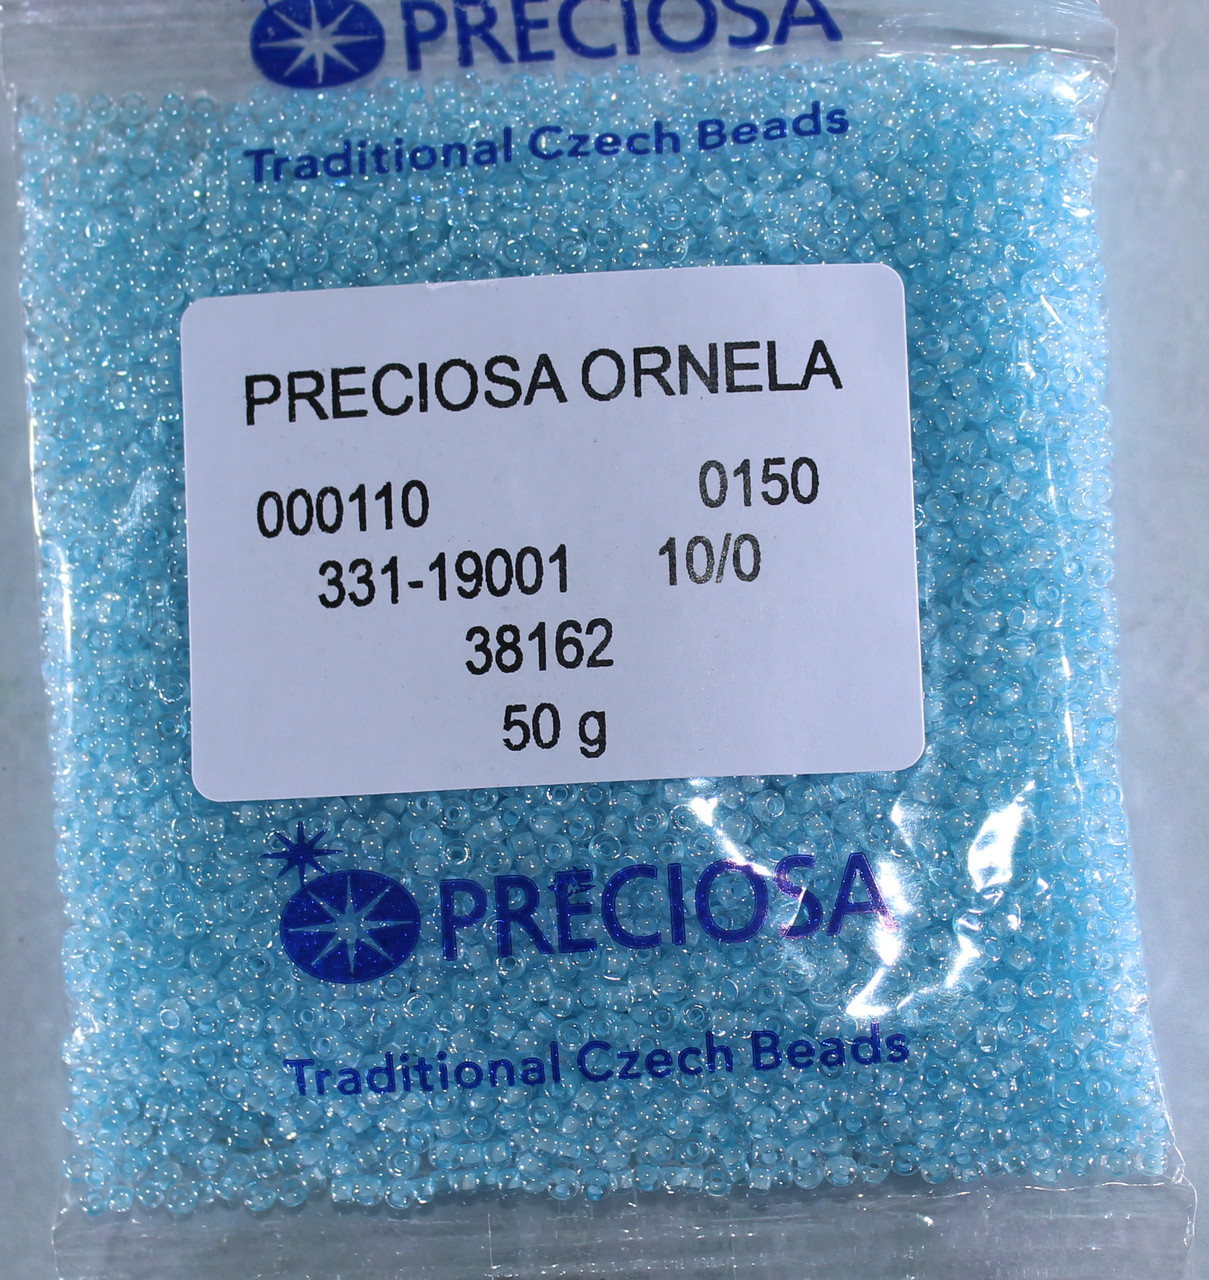 PRECIOSA
Traditional Czech Beads
PRECIOSA ORNELA
000110 0150
331-19001 10/0
38162
50 g
PRECIOSA
Traditional Czech Beads